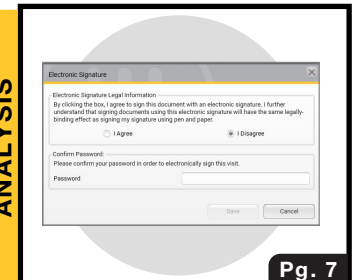 ANALYSIS
Electronic Signature
Electronic Signature Legal Information
By clicking the box, I agree to sign this document with an electronic signature. I further
understand that signing documents using this electronic signature will have the same legally-
binding effect as signing my signature using pen and paper.
I Agree
I Disagree
Confirm Password:
Please confirm your password in order to electronically sign this visit.
Password
Save
Cancel
Pg. 7